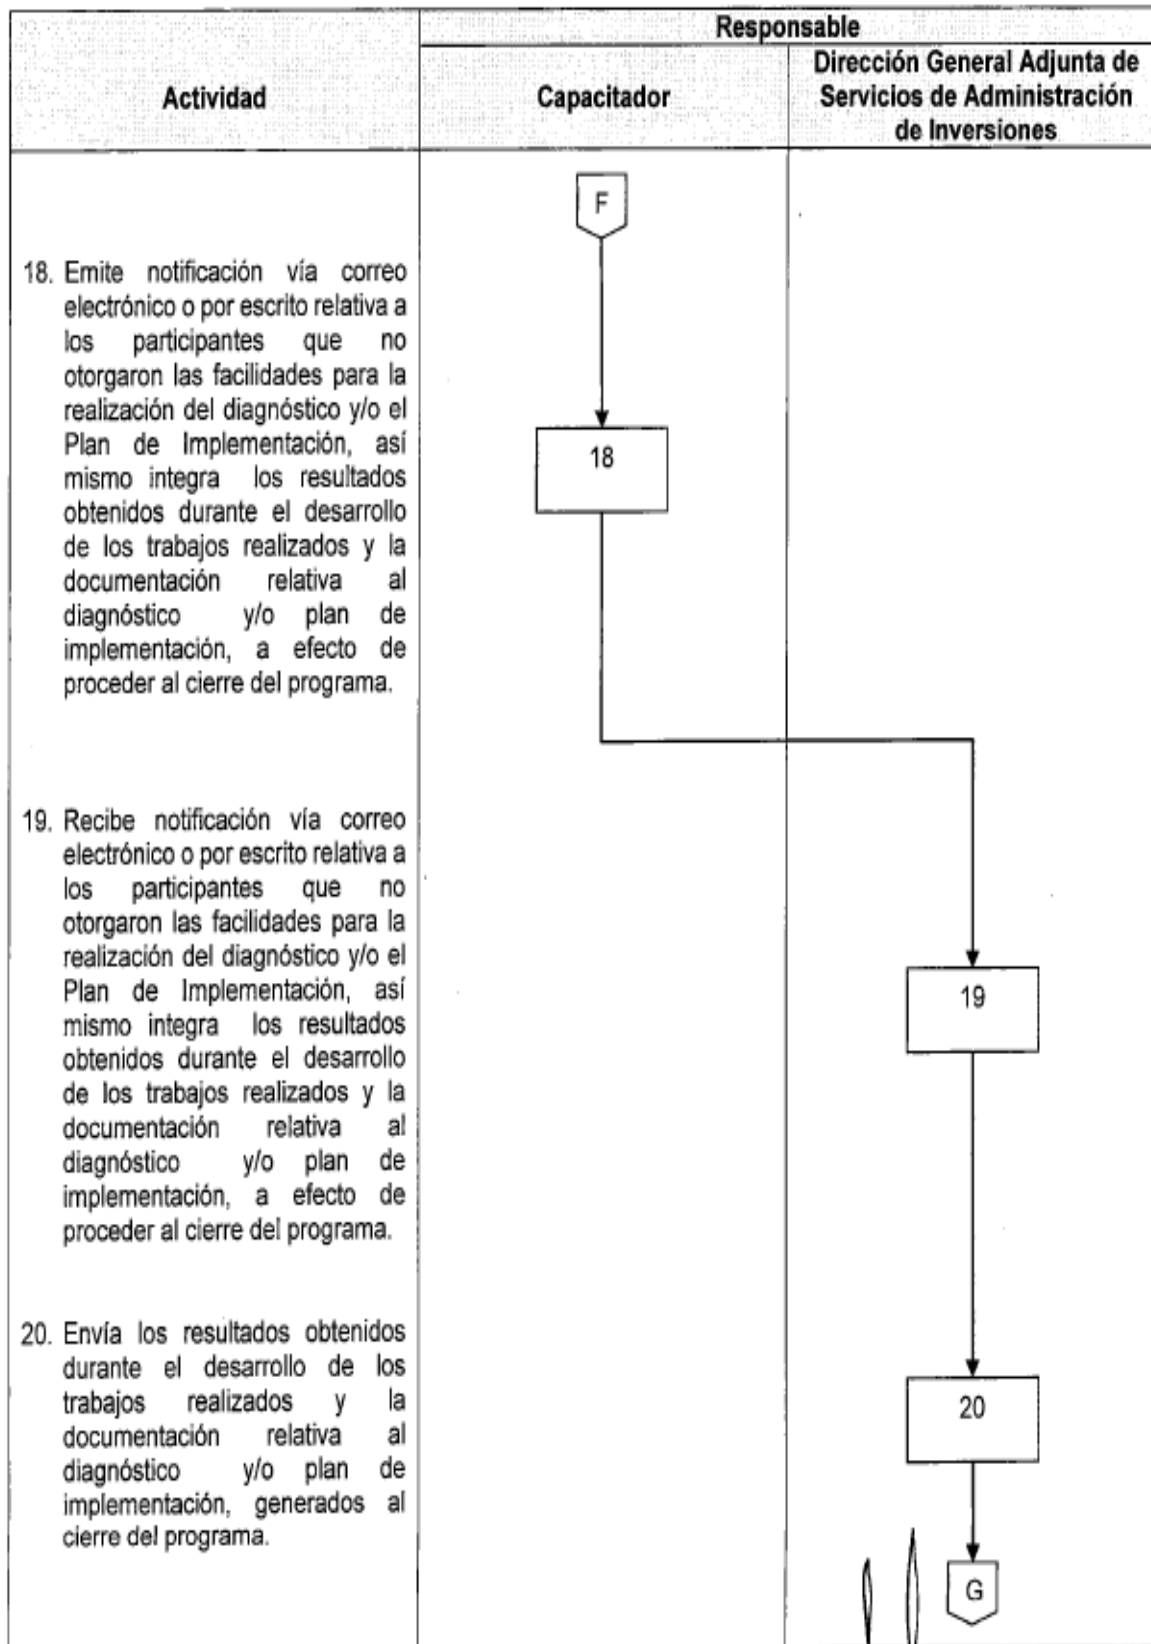 Responsable
Actividad
Capacitador
Dirección General Adjunta de
Servicios de Administración
de Inversiones
F
18. Emite notificación vía correo
electrónico o por escrito relativa a
los participantes que no
otorgaron las facilidades para la
realización del diagnóstico y/o el
Plan de Implementación, así
mismo integra los resultados
obtenidos durante el desarrollo
de los trabajos realizados y la
documentación relativa al
diagnóstico y/o plan de
implementación, a efecto de
proceder al cierre del programa.
18
19. Recibe notificación vía correo
electrónico o por escrito relativa a
los participantes que no
otorgaron las facilidades para la
realización del diagnóstico y/o el
Plan de Implementación, así
mismo integra los resultados
obtenidos durante el desarrollo
de los trabajos realizados y la
documentación relativa al
diagnóstico y/o plan de
implementación, a efecto de
proceder al cierre del programa.
19
20. Envía los resultados obtenidos
durante el desarrollo de los
trabajos realizados y la
documentación relativa al
diagnóstico y/o plan de
implementación, generados al
cierre del programa.
20
G